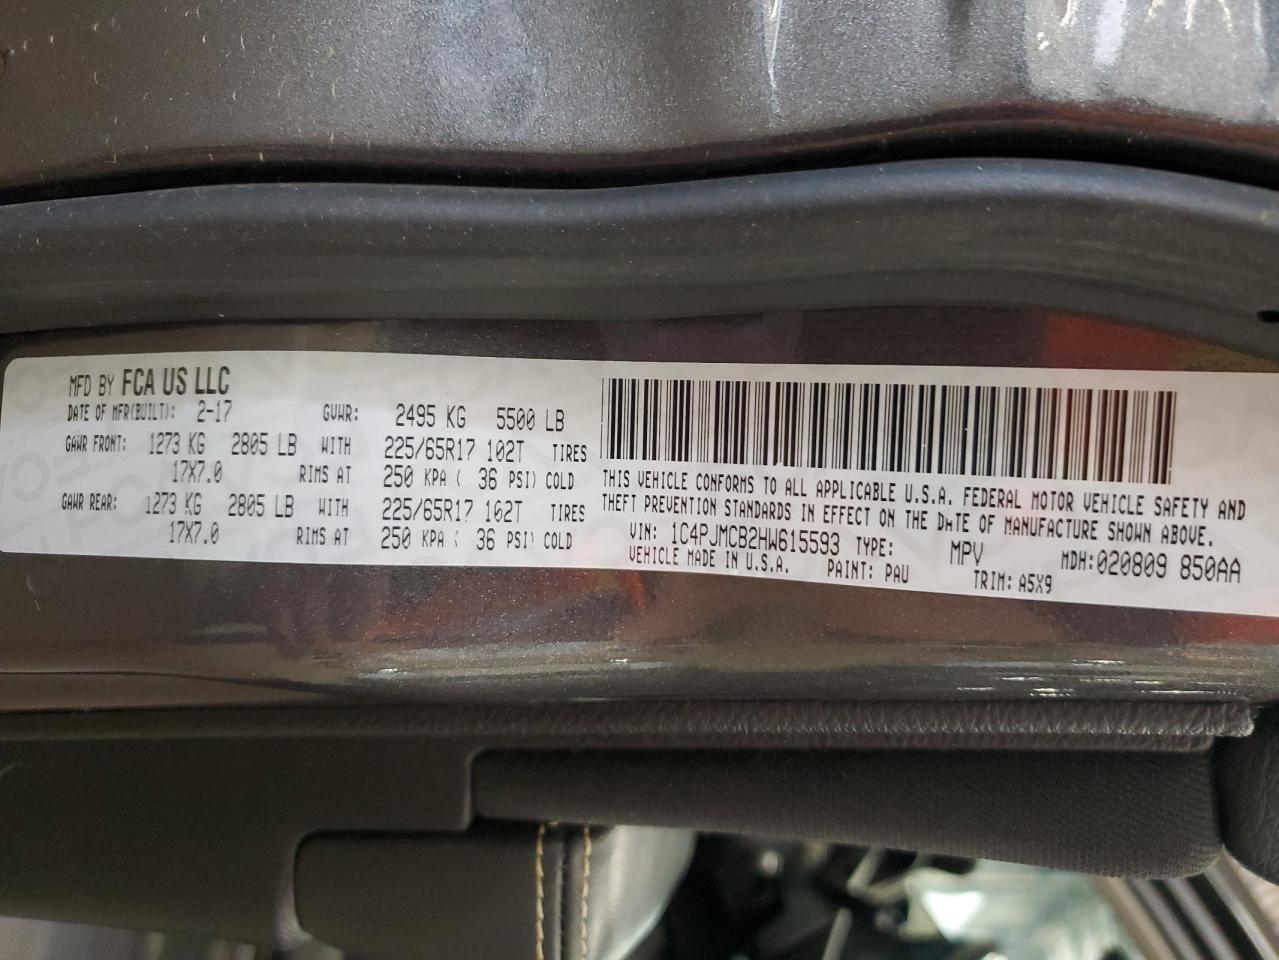 MFD BY FCA US LLC
DATE OF MFR(BUILT): 2-17 GVWR: 2495 KG 5500 LB
GAWR FRONT: 1273 KG 2805 LB WITH 225/65R17 102T TIRES
17X7.0 RIMS AT 250 KPA ( 36 PSI) COLD
GAWR REAR: 1273 KG 2805 LB WITH 225/65R17 102T TIRES
17X7.0 RIMS AT 250 KPA ( 36 PSI) COLD
THIS VEHICLE CONFORMS TO ALL APPLICABLE U.S.A. FEDERAL MOTOR VEHICLE SAFETY AND
THEFT PREVENTION STANDARDS IN EFFECT ON THE DATE OF MANUFACTURE SHOWN ABOVE.
VIN: 1C4PJMCB2HW615593 TYPE: MPV MDH:020809 850AA
VEHICLE MADE IN U.S.A. PAINT: PAU TRIM: A5X9